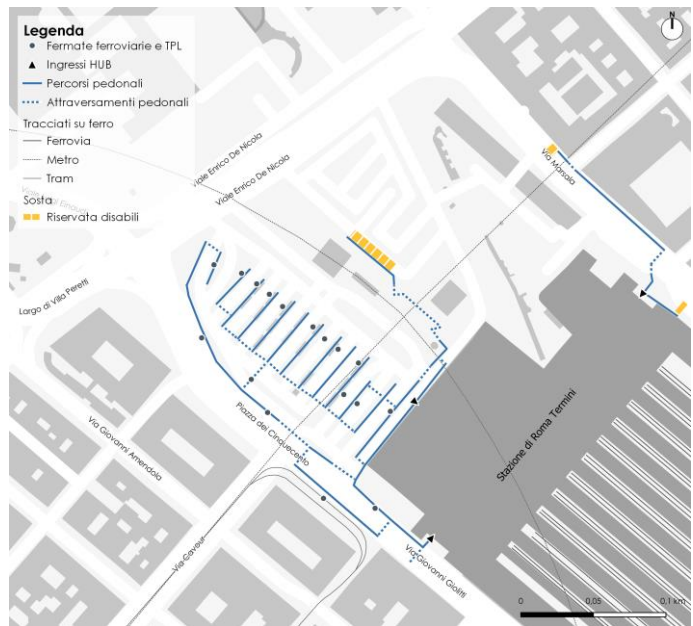 Legenda
Fermate ferroviarie e TPL
Ingressi HUB
Percorsi pedonali
Attraversamenti pedonali
Tracciati su ferro
Ferrovia
Metro
Tram
Sosta
Riservata disabili
N
Viale Enrico De Nicola
Viale Enrico De Nicola
Via Marsala
Largo di Villa Peretti
Via Giovanni Amendola
Piazza dei Cinquecento
Stazione di Roma Termini
Via Cavour
Via Giovanni Giolitti
0
0,05
0,1 km